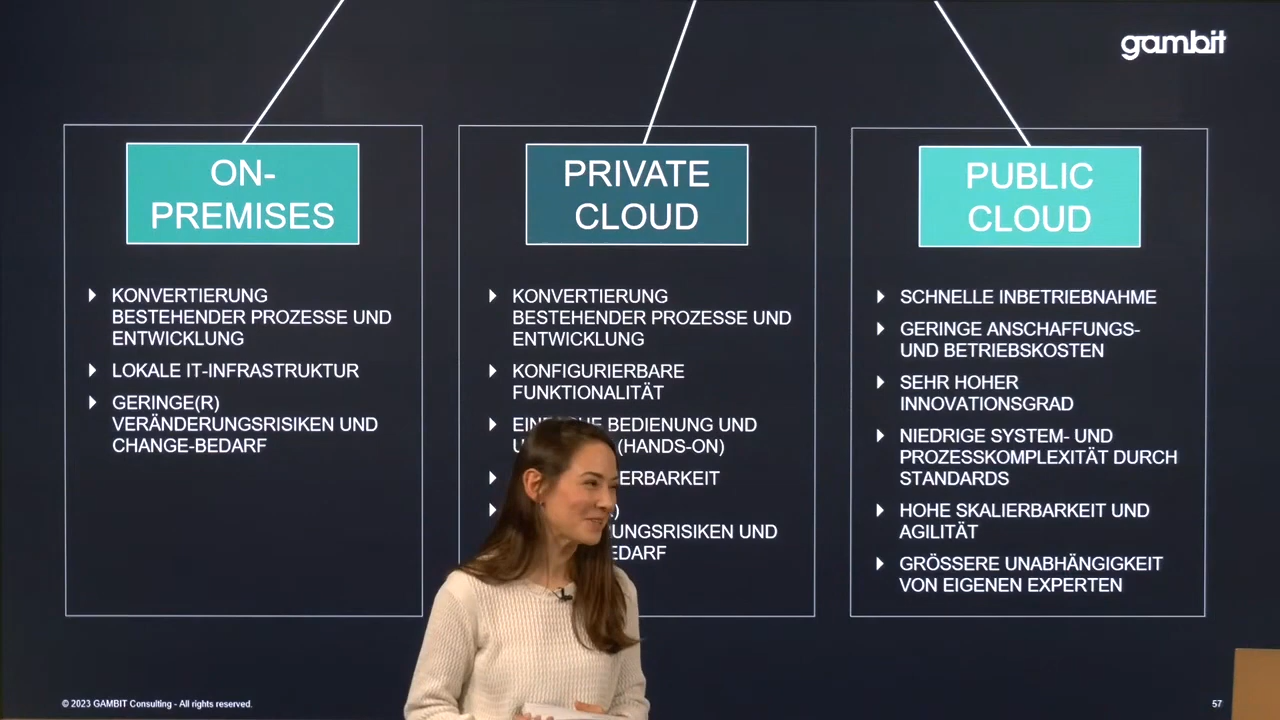 gambit
ON-
PREMISES
KONVERTIERUNG
BESTEHENDER PROZESSE UND
ENTWICKLUNG
LOKALE IT-INFRASTRUKTUR
GERINGE(R)
VERÄNDERUNGSRISIKEN UND
CHANGE-BEDARF
PRIVATE
CLOUD
KONVERTIERUNG
BESTEHENDER PROZESSE UND
ENTWICKLUNG
KONFIGURIERBARE
FUNKTIONALITÄT
BEDIENUNG UND
(HANDS-ON)
UND
PUBLIC
CLOUD
SCHNELLE INBETRIEBNAHME
GERINGE ANSCHAFFUNGS-
UND BETRIEBSKOSTEN
SEHR HOHER
INNOVATIONSGRAD
NIEDRIGE SYSTEM- UND
PROZESSKOMPLEXITÄT DURCH
STANDARDS
HOHE SKALIERBARKEIT UND
AGILITÄT
GRÖSSERE UNABHÄNGIGKEIT
VON EIGENEN EXPERTEN
© 2023 GAMBIT Consulting - All rights reserved.
57